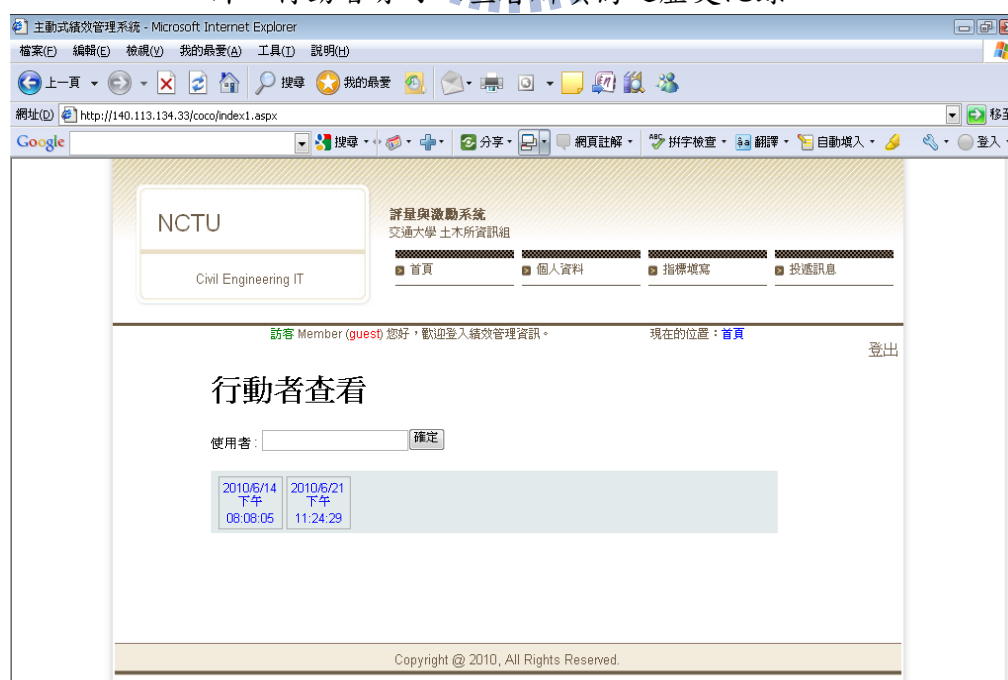 主動式績效管理系統 - Microsoft Internet Explorer
檔案(F) 編輯(E) 檢視(V) 我的最愛(A) 工具(T) 說明(H)
上一頁 搜尋 我的最愛
網址(D) http://140.113.134.33/coco/index1.aspx 移至
Google 搜尋 分享 網頁註解 拼字檢查 翻譯 自動填入 登入
NCTU
Civil Engineering IT
評量與激勵系統
交通大學 土木所資訊組
首頁 個人資料 指標填寫 投遞訊息
訪客 Member (guest) 您好,歡迎登入績效管理資訊。 現在的位置:首頁
登出
行動者查看
使用者: 確定
2010/6/14 下午 08:08:05
2010/6/21 下午 11:24:29
Copyright @ 2010, All Rights Reserved.